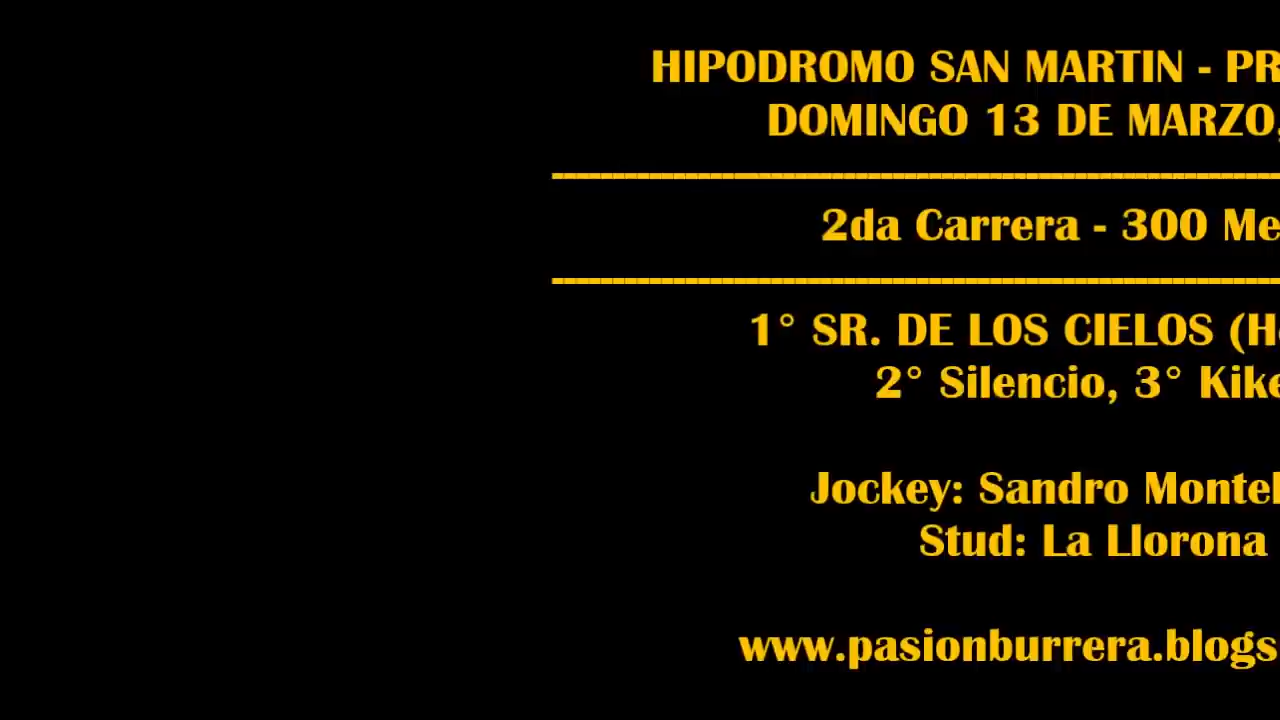 HIPODROMO SAN MARTIN - PR
DOMINGO 13 DE MARZO,
2da Carrera - 300 Me
1° SR. DE LOS CIELOS (H
2° Silencio, 3° Kike
Jockey: Sandro Montel
Stud: La Llorona
www.pasionburrera.blogs